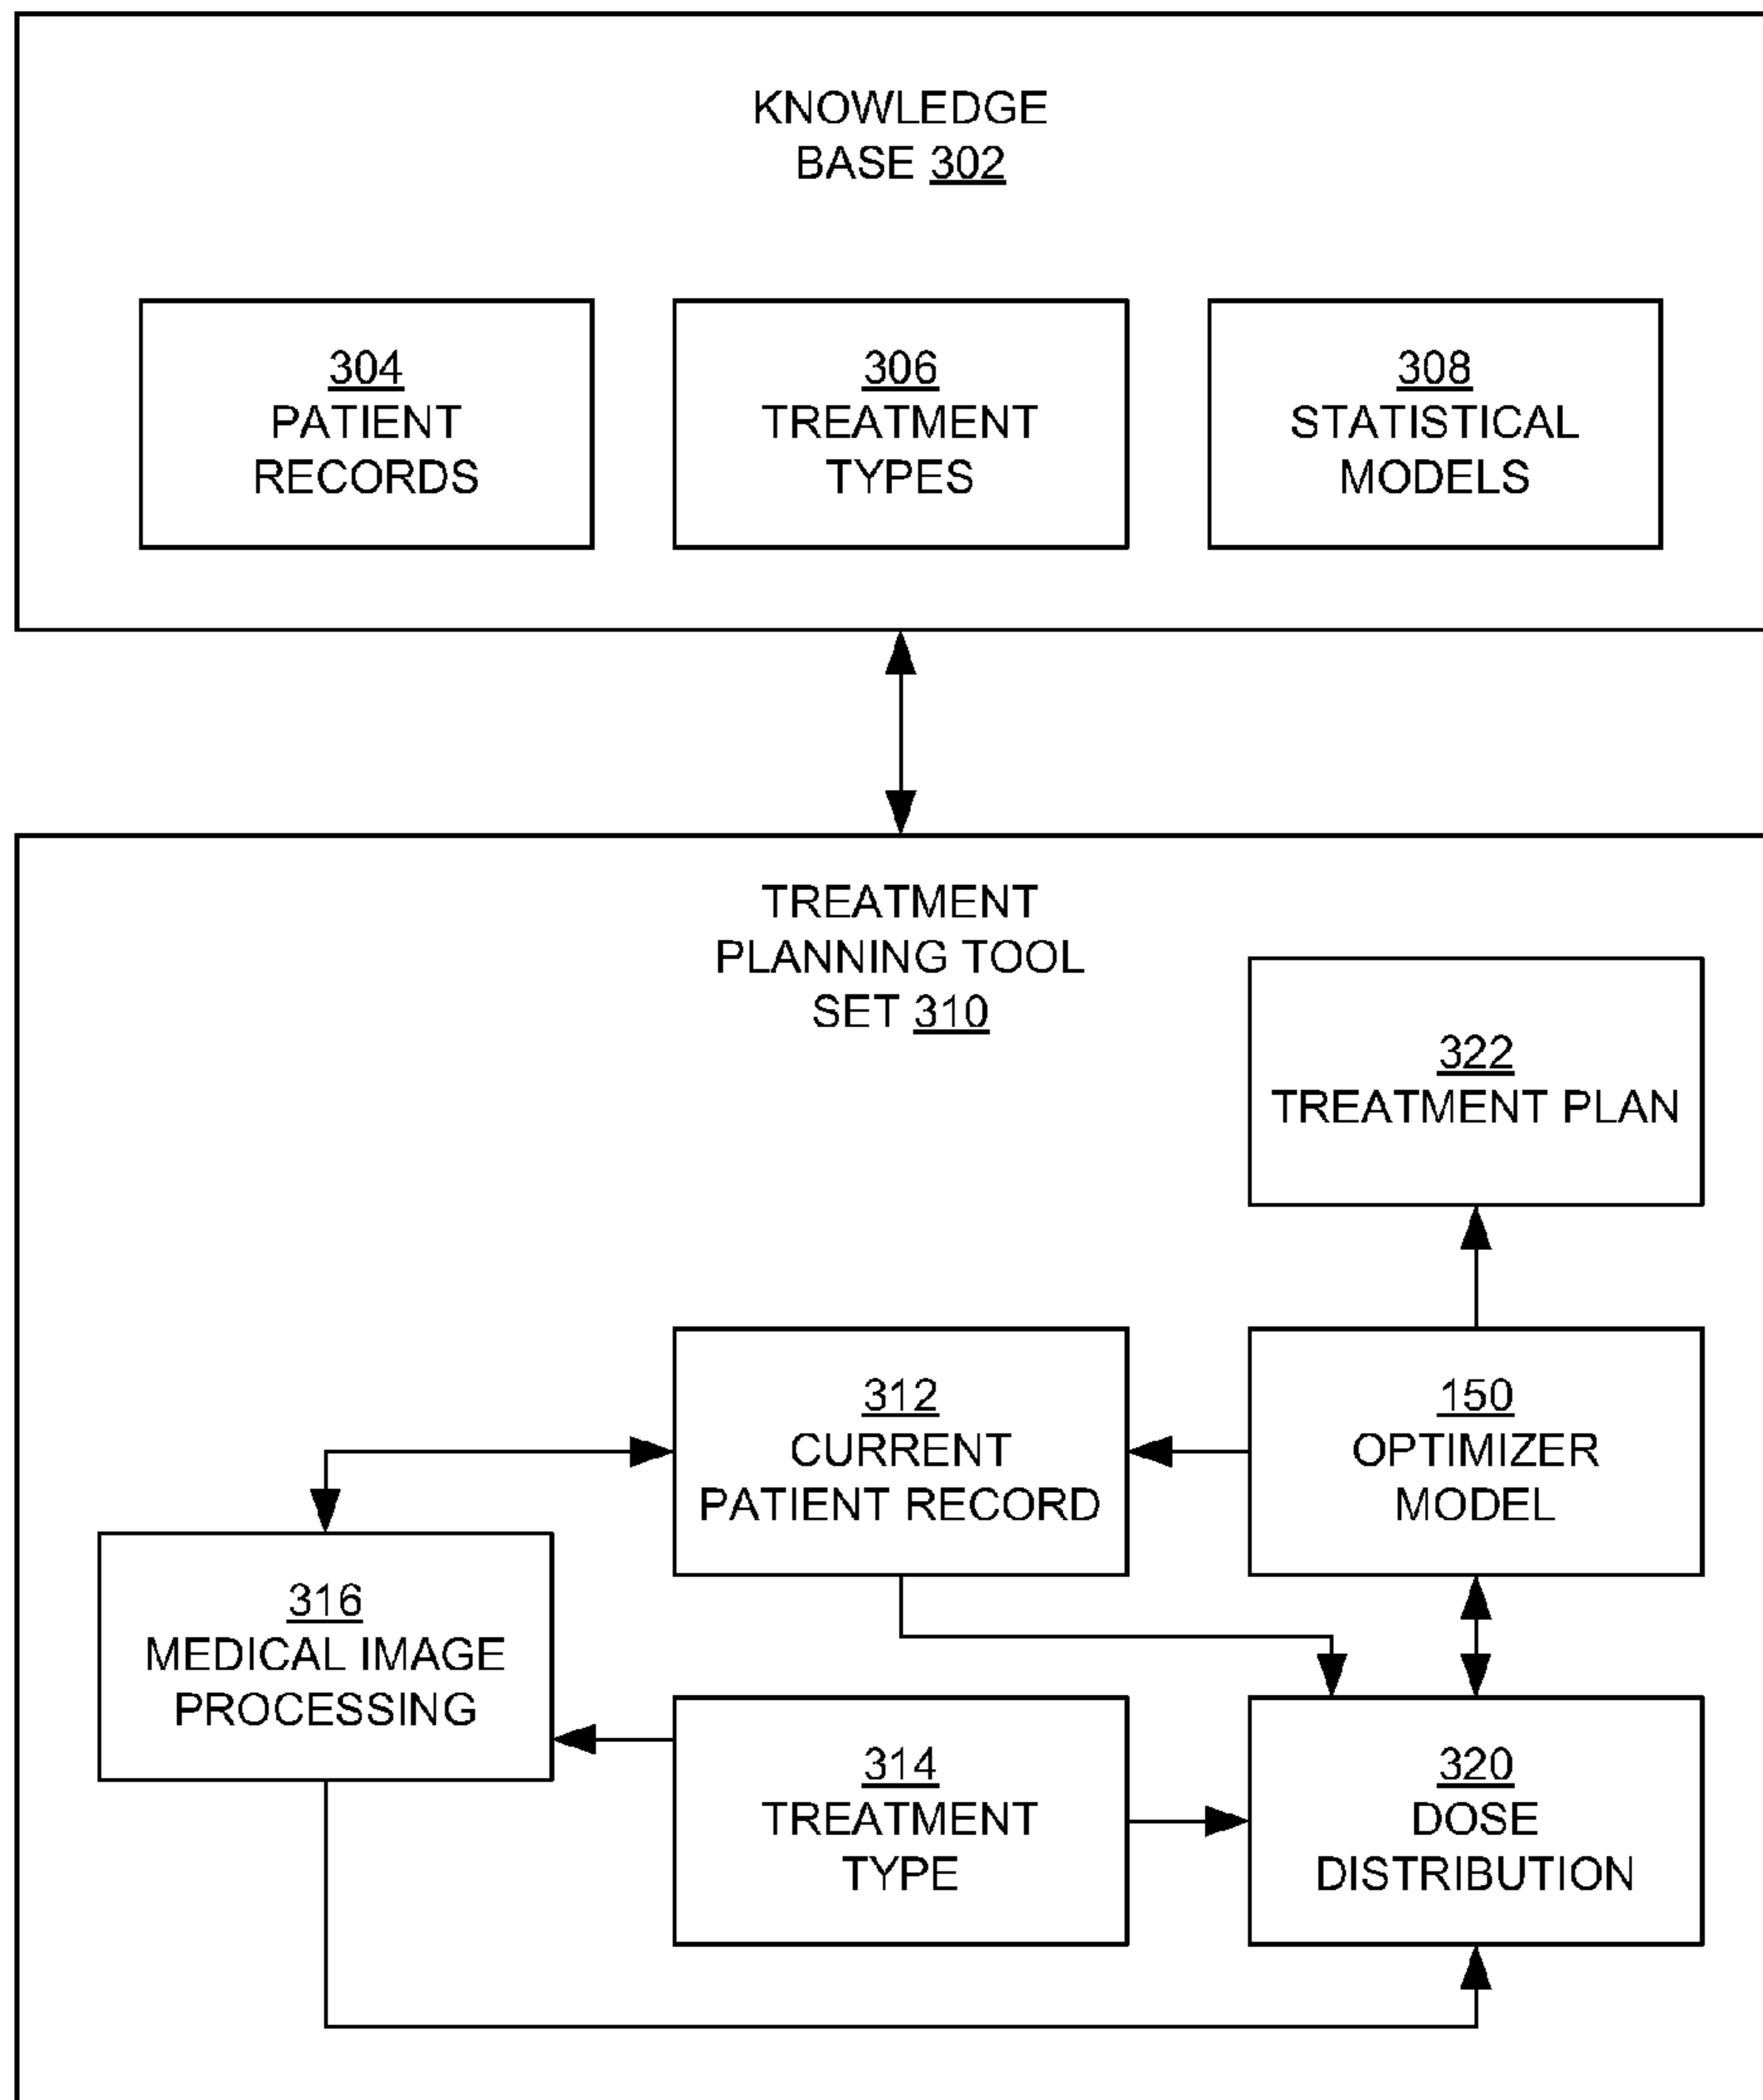 KNOWLEDGE
BASE 302
304
PATIENT
RECORDS
306
TREATMENT
TYPES
308
STATISTICAL
MODELS
TREATMENT
PLANNING TOOL
SET 310
322
TREATMENT PLAN
312
CURRENT
PATIENT RECORD
150
OPTIMIZER
MODEL
316
MEDICAL IMAGE
PROCESSING
314
TREATMENT
TYPE
320
DOSE
DISTRIBUTION